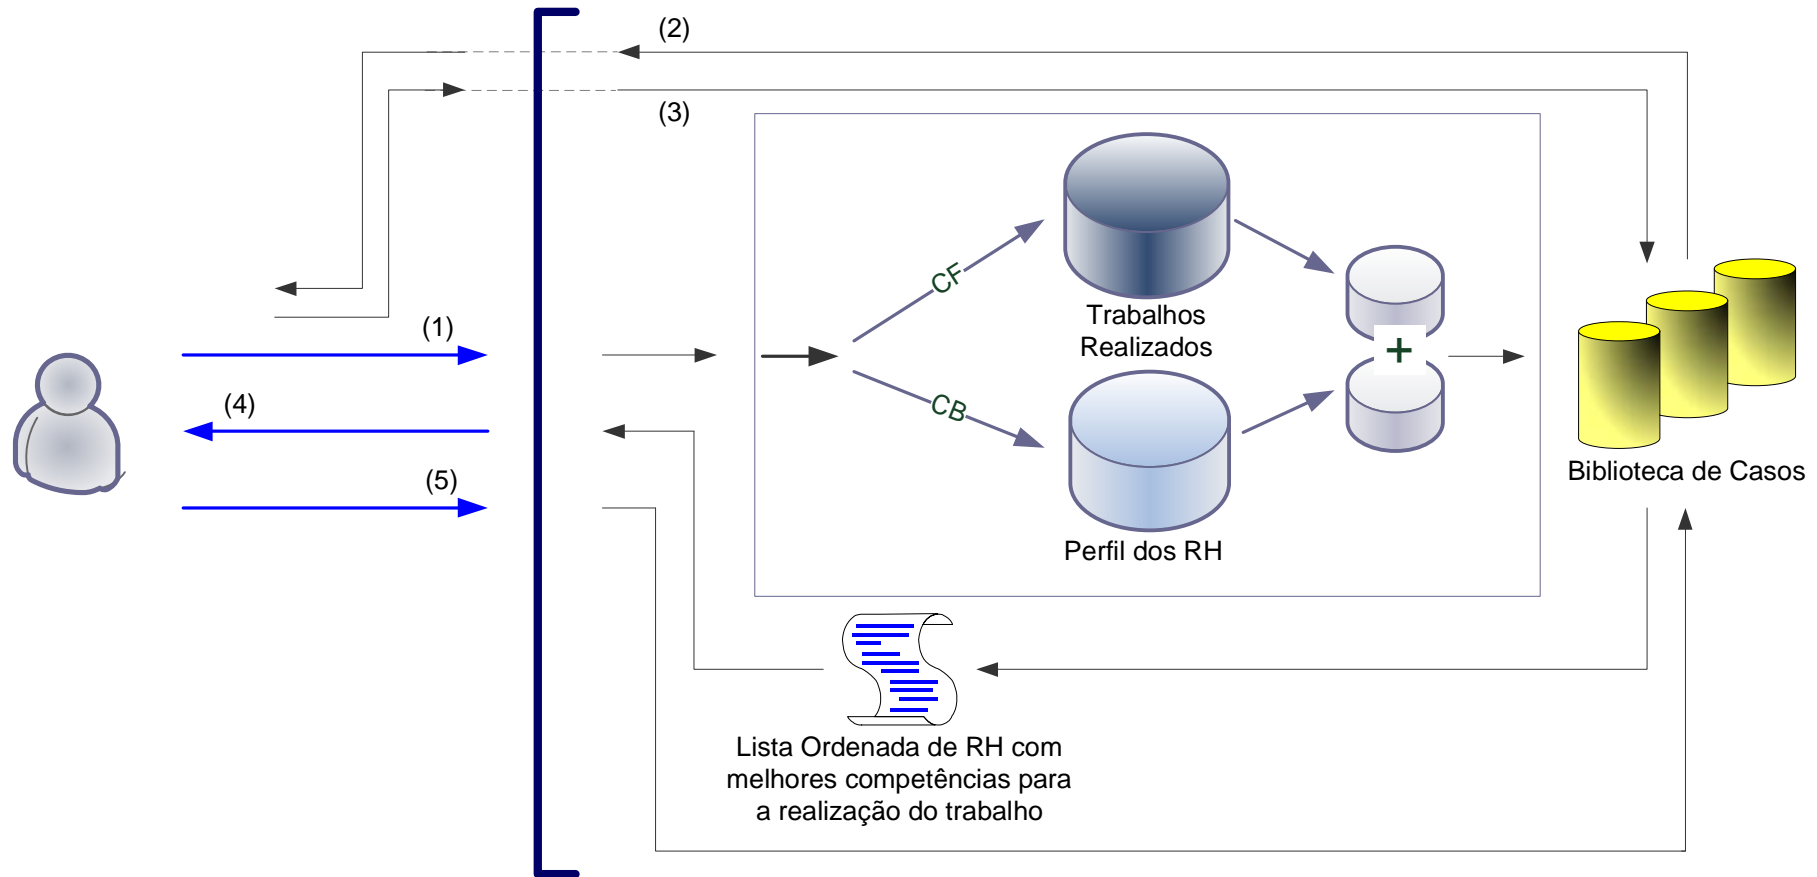 (2)
(3)
CF
Trabalhos
Realizados
(1)
+
CB
(4)
Biblioteca de Casos
(5)
Perfil dos RH
Lista Ordenada de RH com
melhores competências para
a realização do trabalho